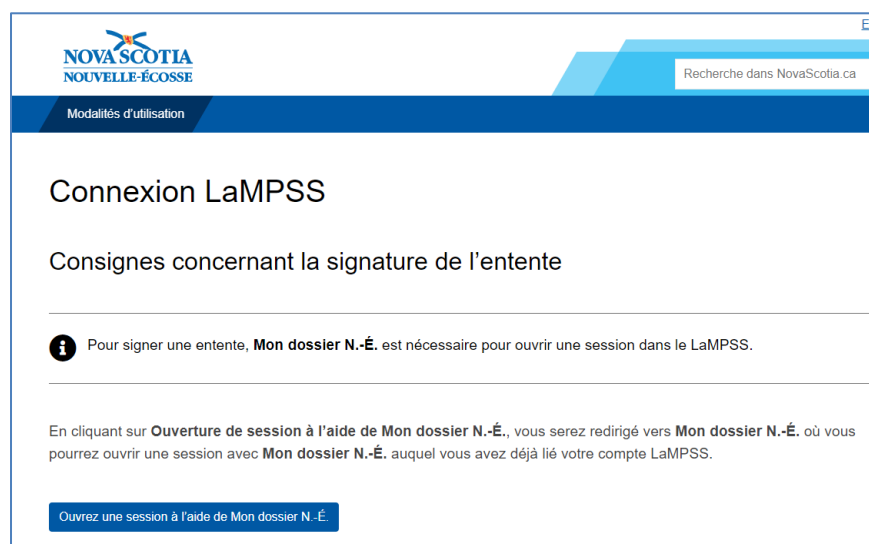 E
NOVA SCOTIA
NOUVELLE-ÉCOSSE
Recherche dans NovaScotia.ca
Modalités d'utilisation
Connexion LaMPSS
Consignes concernant la signature de l’entente
Pour signer une entente, Mon dossier N.-É. est nécessaire pour ouvrir une session dans le LaMPSS.
En cliquant sur Ouverture de session à l’aide de Mon dossier N.-É., vous serez redirigé vers Mon dossier N.-É. où vous
pourrez ouvrir une session avec Mon dossier N.-É. auquel vous avez déjà lié votre compte LaMPSS.
Ouvrez une session à l'aide de Mon dossier N.-É.